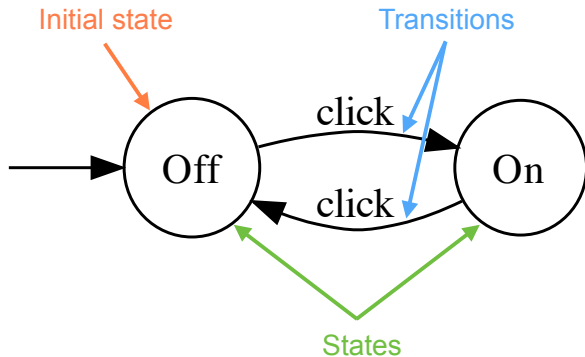 Initial state
Transitions
click
Off
On
click
States